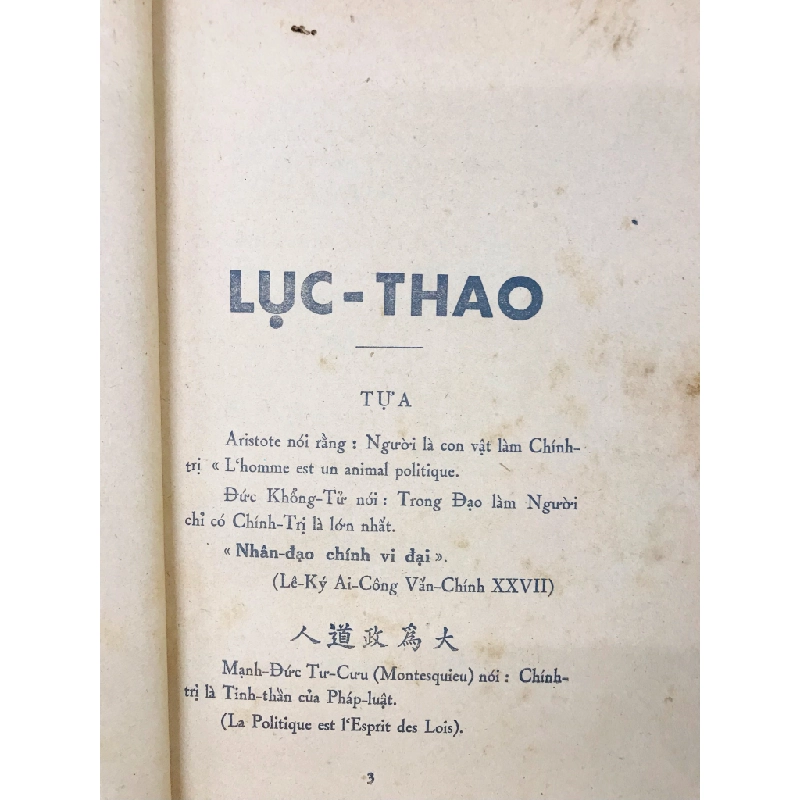 LỤC-THAO
TỰA
Aristote nói rằng : Người là con vật làm Chính-
trị « L'homme est un animal politique.
Đức Khổng-Tử nói : Trong Đạo làm Người
chỉ có Chính-Trị là lớn nhất.
« Nhân-đạo chính vi đại ».
(Lê-Ký Ai-Công Vấn-Chính XXVII)
人道政爲大
Mạnh-Đức Tư-Cưu (Montesquieu) nói : Chính-
trị là Tinh-thần của Pháp-luật.
(La Politique est l'Esprit des Lois).
3